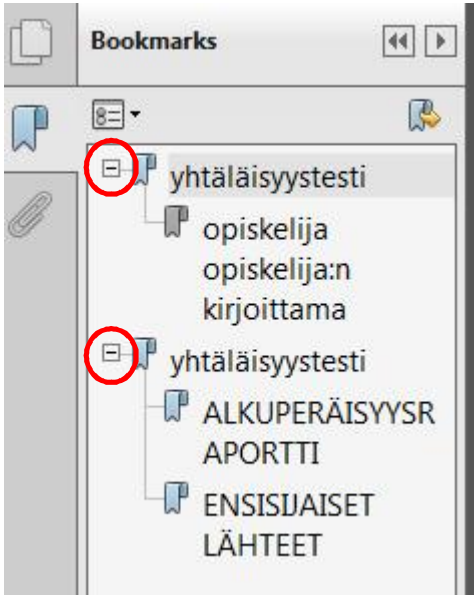 Bookmarks
yhtäläisyystesti
opiskelija
opiskelija:n
kirjoittama
yhtäläisyystesti
ALKUPERÄISYYSR
APORTTI
ENSISIJAISET
LÄHTEET